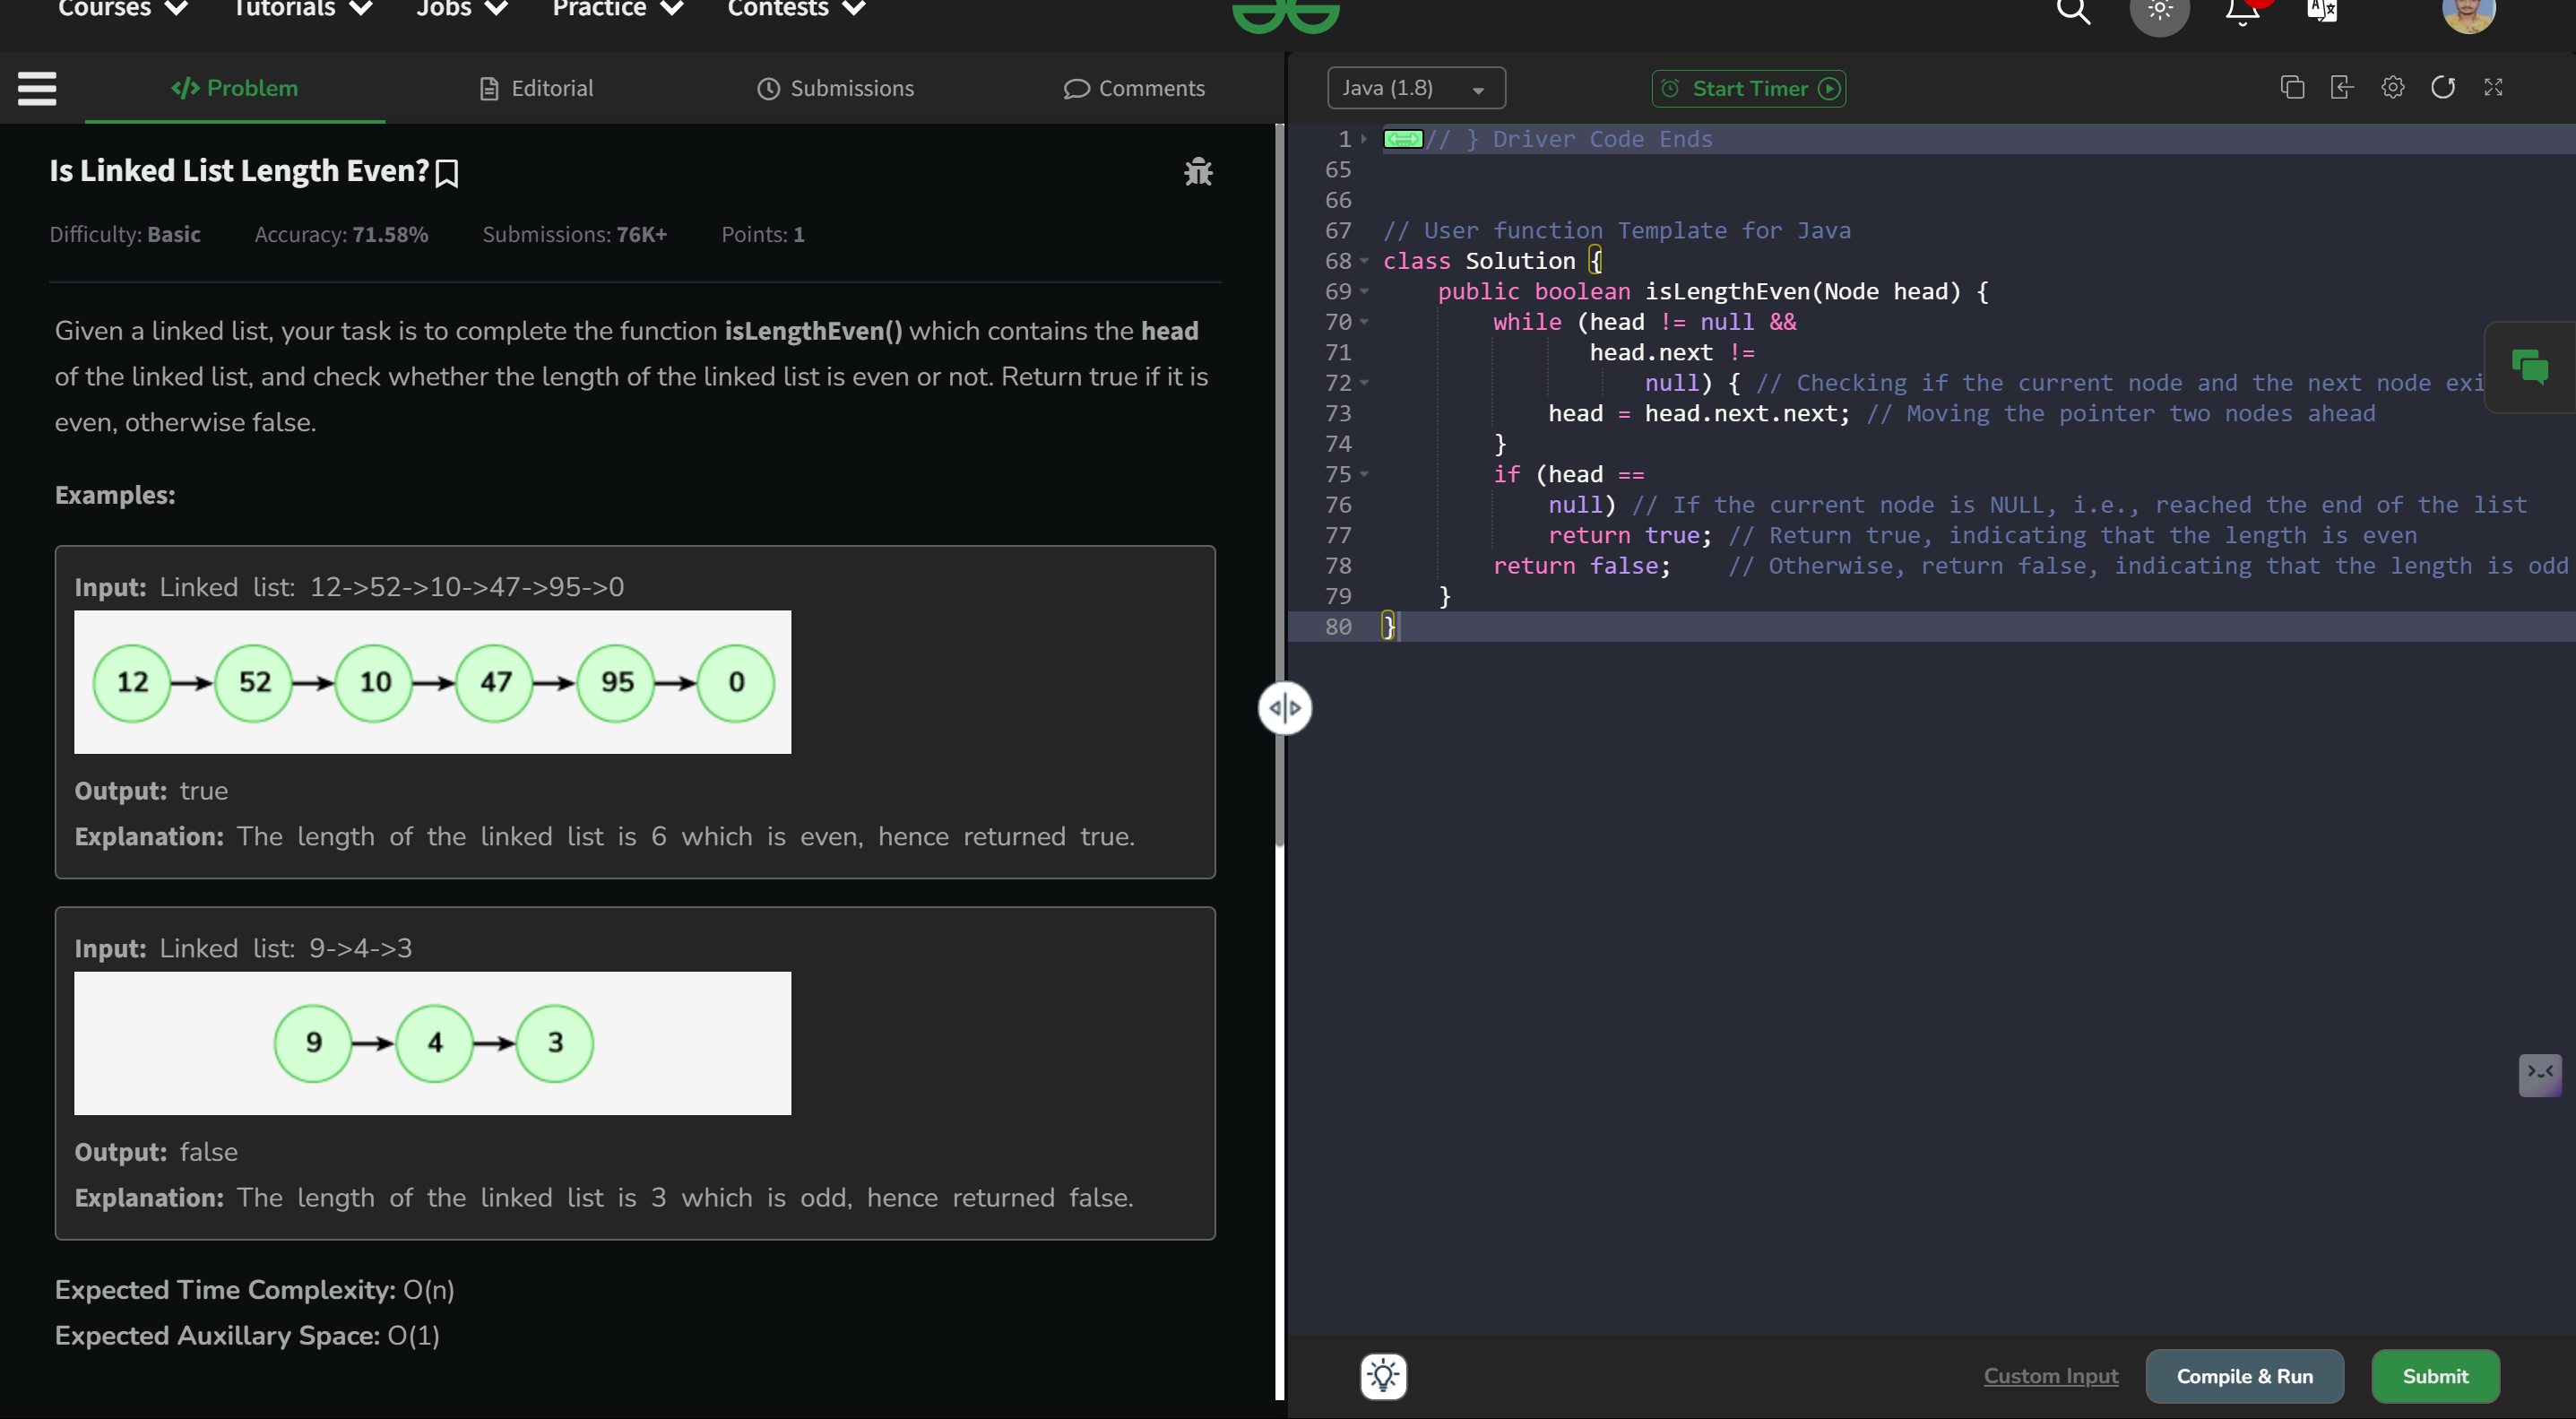 Courses Tutorials Jobs Practice Contests
Problem Editorial Submissions Comments
Is Linked List Length Even?
Difficulty: Basic Accuracy: 71.58% Submissions: 76K+ Points: 1
Given a linked list, your task is to complete the function isLengthEven() which contains the head
of the linked list, and check whether the length of the linked list is even or not. Return true if it is
even, otherwise false.
Examples:
Input: Linked list: 12->52->10->47->95->0
12 52 10 47 95 0
Output: true
Explanation: The length of the linked list is 6 which is even, hence returned true.
Input: Linked list: 9->4->3
9 4 3
Output: false
Explanation: The length of the linked list is 3 which is odd, hence returned false.
Expected Time Complexity: O(n)
Expected Auxillary Space: O(1)
Java (1.8) Start Timer
1 // } Driver Code Ends
65
66
67 // User function Template for Java
68 class Solution {
69 public boolean isLengthEven(Node head) {
70 while (head != null &&
71 head.next !=
72 null) { // Checking if the current node and the next node exi
73 head = head.next.next; // Moving the pointer two nodes ahead
74 }
75 if (head ==
76 null) // If the current node is NULL, i.e., reached the end of the list
77 return true; // Return true, indicating that the length is even
78 return false; // Otherwise, return false, indicating that the length is odd
79 }
80 }
Custom Input Compile & Run Submit